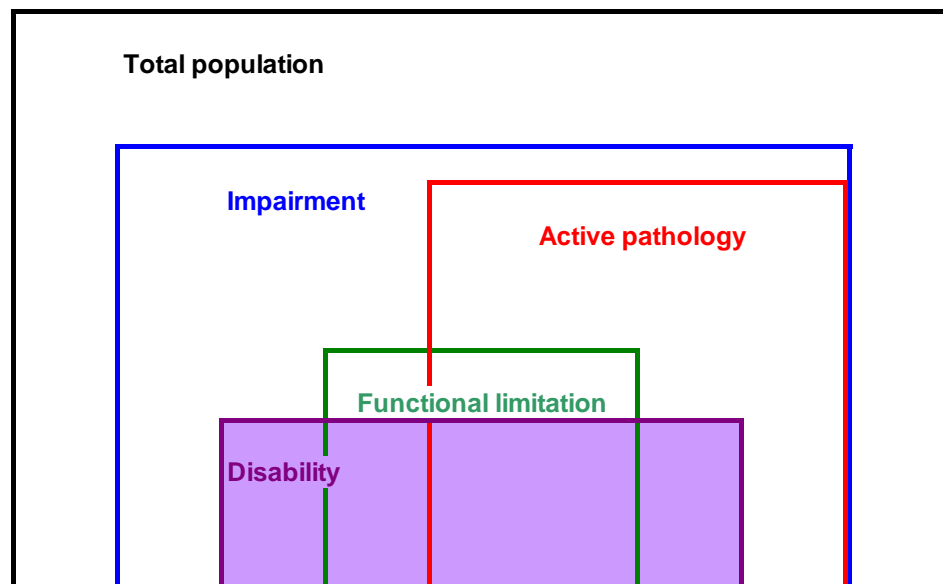 Total population
Impairment
Active pathology
Functional limitation
Disability